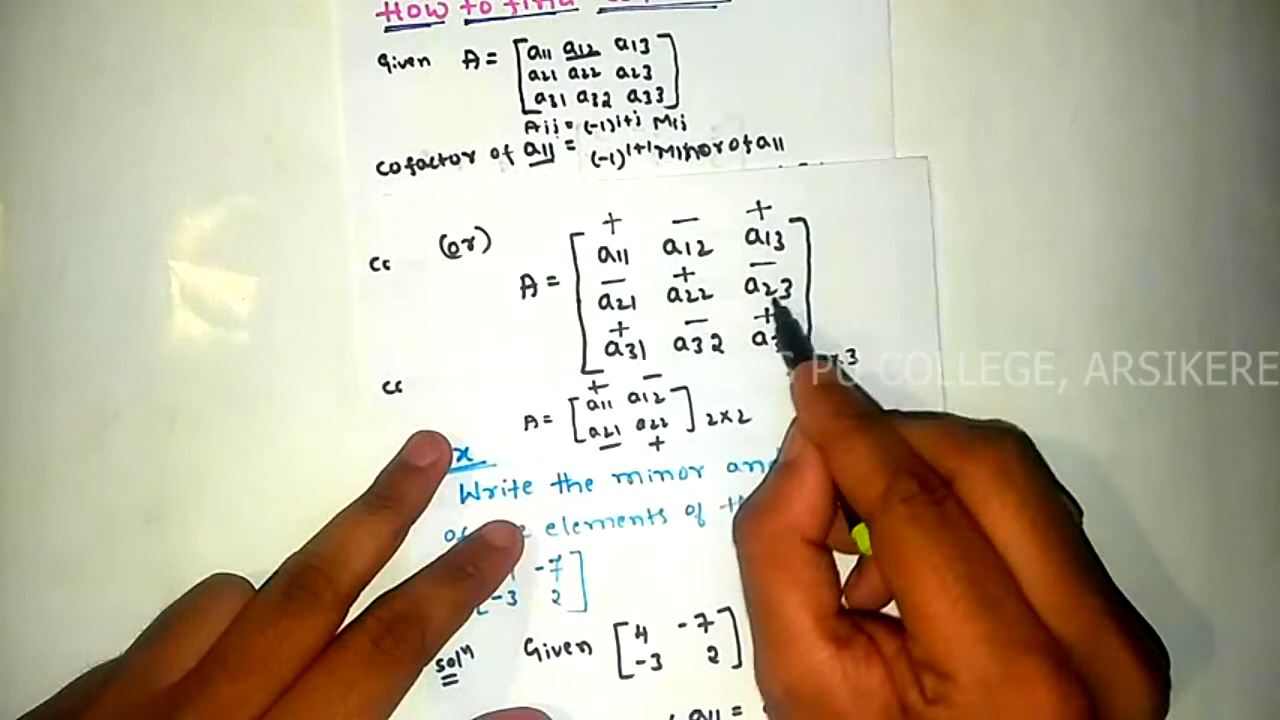 How to find
Given A = [a11 a12 a13
a21 a22 a23
a31 a32 a33]
Aij = (-1)^i+j Mij
cofactor of a11 = (-1)^1+1 Minor of a11
(or)
+ − +
A = [a11 a12 a13
− + −
a21 a22 a23
+ − +
a31 a32
PU COLLEGE, ARSIKERE
+ −
A = [a11 a12
a21 a22] 2×2
− +
Write the minor
elements of
-7
-3 2]
Soln Given [4 -7
-3 2]
a11 =